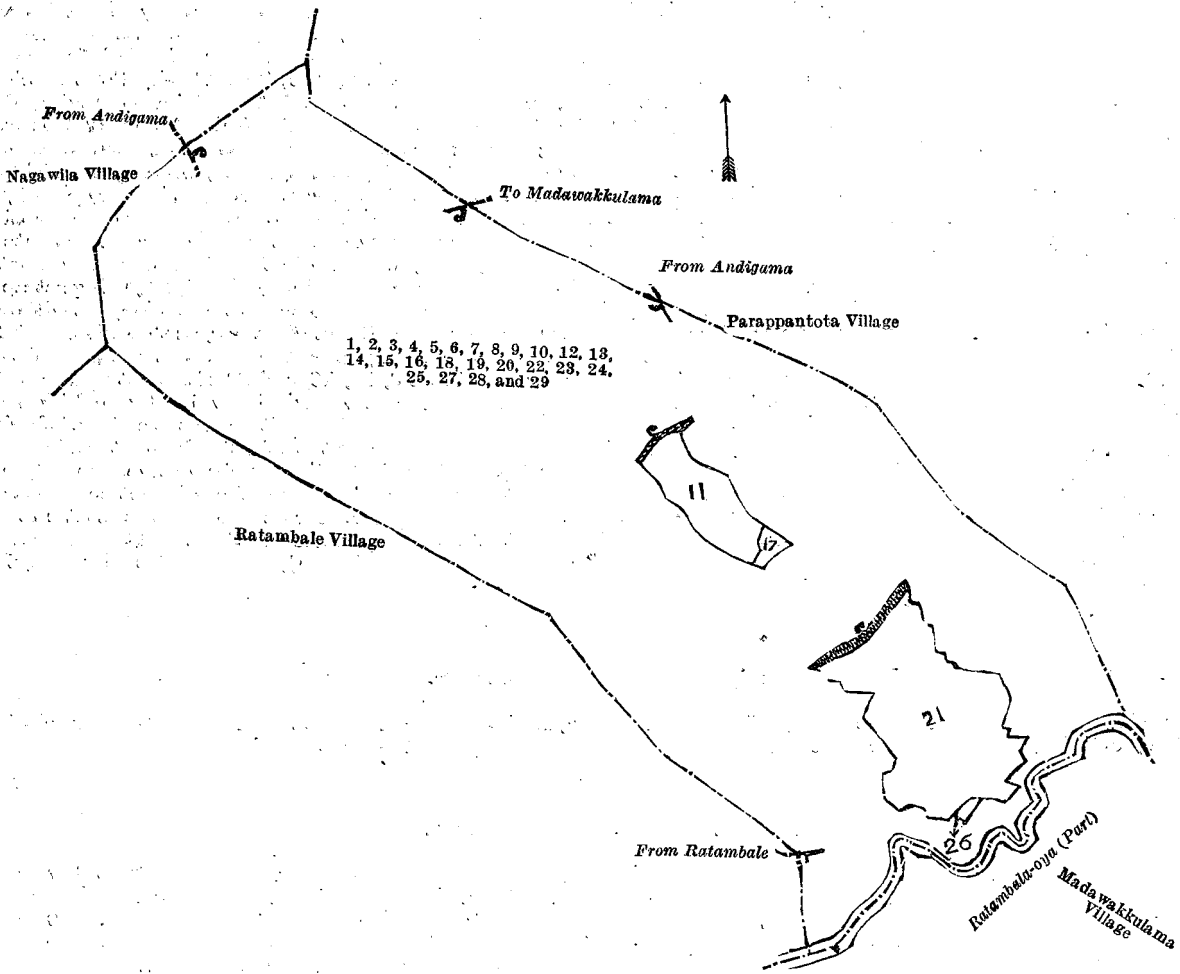 From Andigama
Nagawila Village
To Madawakkulama
From Andigama
Parappantota Village
1, 2, 3, 4, 5, 6, 7, 8, 9, 10, 12, 13,
14, 15, 16, 18, 19, 20, 22, 23, 24,
25, 27, 28, and 29
11
17
Ratambale Village
21
26
From Ratambale
Ratambala-oya (Part)
Madawakkulama
Village